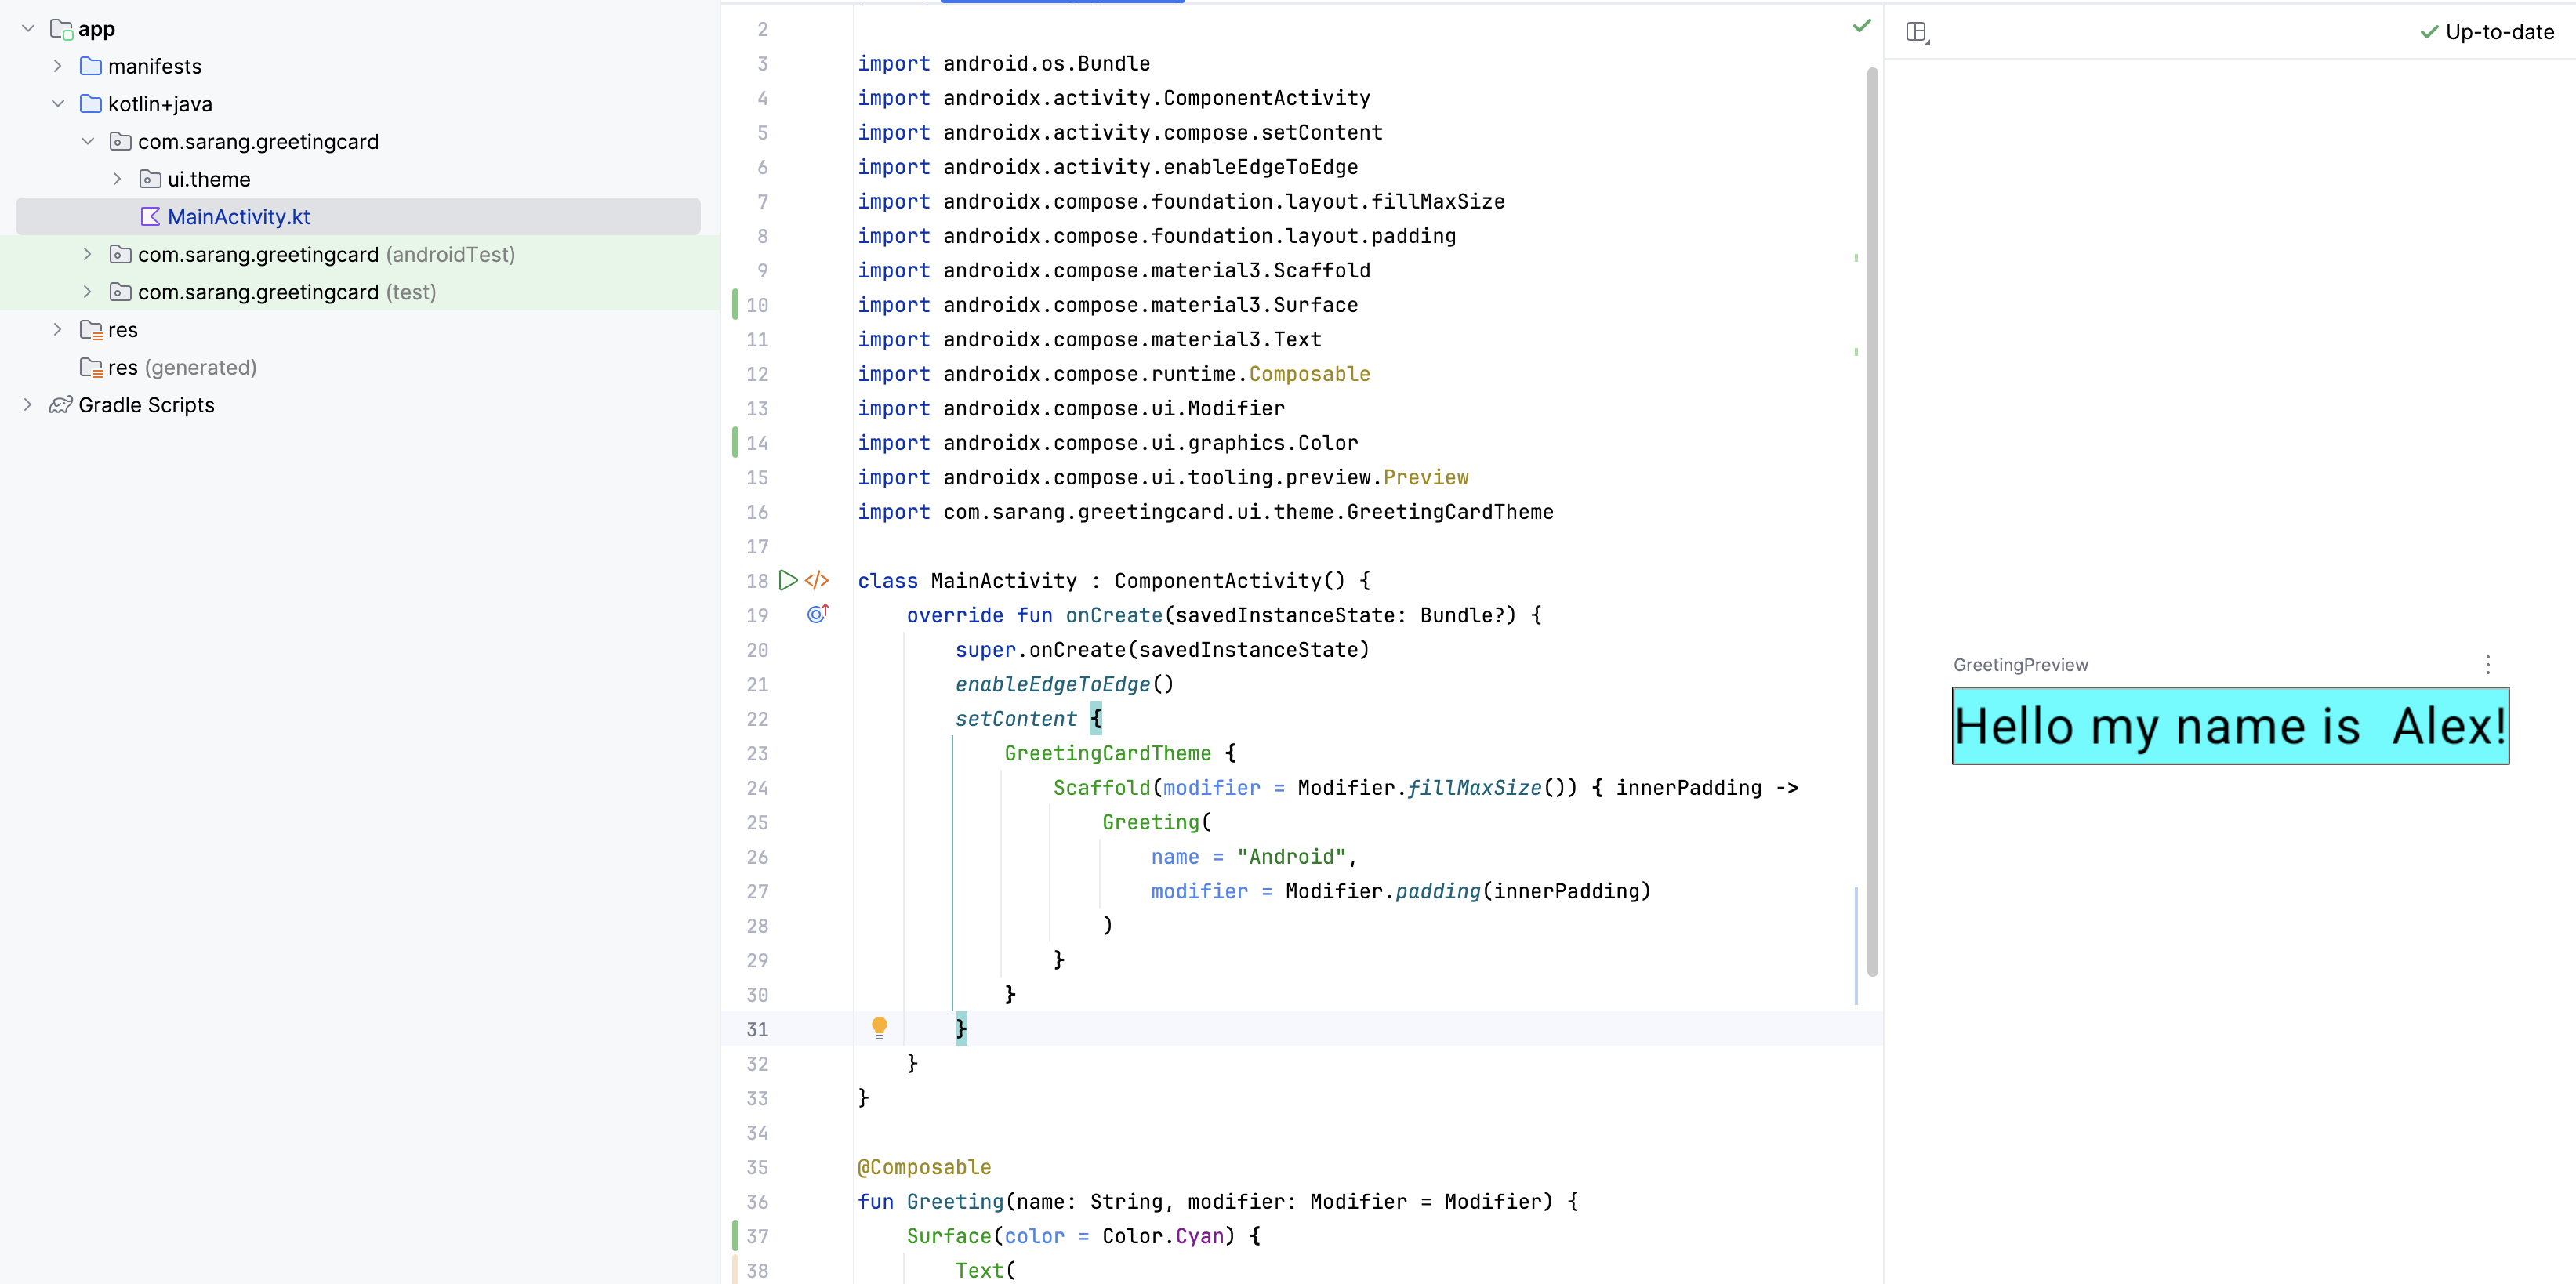 app
manifests
kotlin+java
com.sarang.greetingcard
ui.theme
MainActivity.kt
com.sarang.greetingcard (androidTest)
com.sarang.greetingcard (test)
res
res (generated)
Gradle Scripts
2
3 import android.os.Bundle
4 import androidx.activity.ComponentActivity
5 import androidx.activity.compose.setContent
6 import androidx.activity.enableEdgeToEdge
7 import androidx.compose.foundation.layout.fillMaxSize
8 import androidx.compose.foundation.layout.padding
9 import androidx.compose.material3.Scaffold
10 import androidx.compose.material3.Surface
11 import androidx.compose.material3.Text
12 import androidx.compose.runtime.Composable
13 import androidx.compose.ui.Modifier
14 import androidx.compose.ui.graphics.Color
15 import androidx.compose.ui.tooling.preview.Preview
16 import com.sarang.greetingcard.ui.theme.GreetingCardTheme
17
18 class MainActivity : ComponentActivity() {
19 override fun onCreate(savedInstanceState: Bundle?) {
20 super.onCreate(savedInstanceState)
21 enableEdgeToEdge()
22 setContent {
23 GreetingCardTheme {
24 Scaffold(modifier = Modifier.fillMaxSize()) { innerPadding ->
25 Greeting(
26 name = "Android",
27 modifier = Modifier.padding(innerPadding)
28 )
29 }
30 }
31 }
32 }
33 }
34
35 @Composable
36 fun Greeting(name: String, modifier: Modifier = Modifier) {
37 Surface(color = Color.Cyan) {
38 Text(
Up-to-date
GreetingPreview
Hello my name is  Alex!